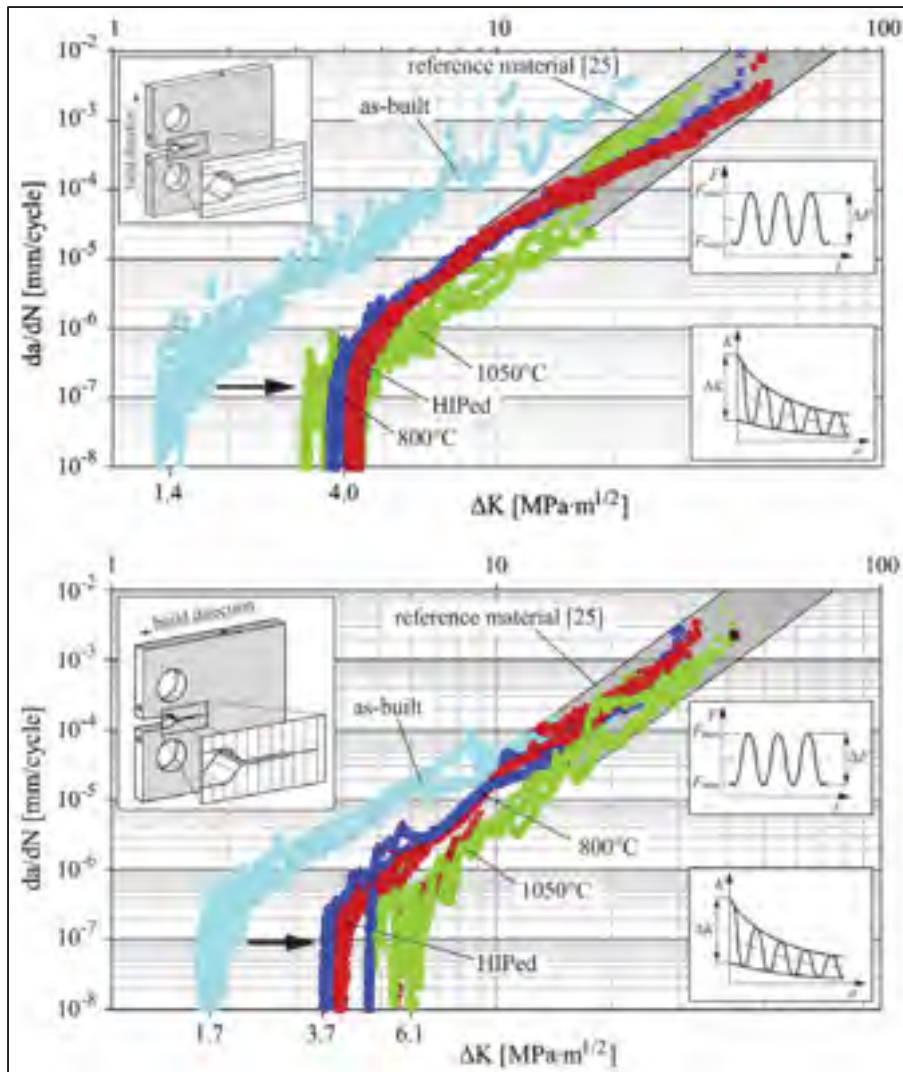 1 10 100
10-2
10-3
10-4
10-5
10-6
10-7
10-8
da/dN [mm/cycle]
build direction
as-built
reference material [25]
F
ΔF
t
K
ΔK
a
1050°C
HIPed
800°C
1.4 4.0
ΔK [MPa·m1/2]
1 10 100
10-2
10-3
10-4
10-5
10-6
10-7
10-8
da/dN [mm/cycle]
build direction
as-built
reference material [25]
F
ΔF
t
K
ΔK
a
800°C
1050°C
HIPed
1.7 3.7 6.1
ΔK [MPa·m1/2]